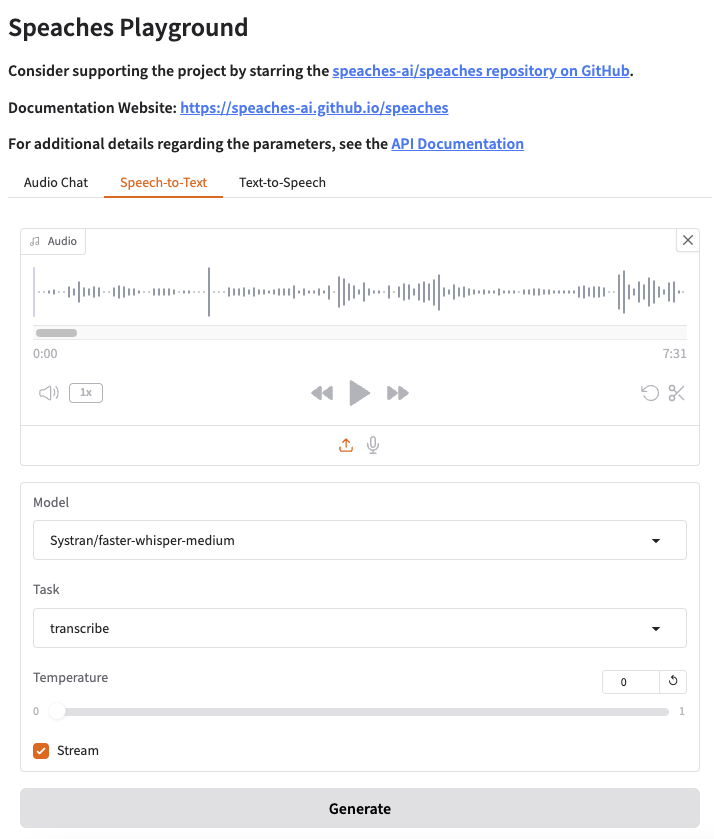 Speaches Playground
Consider supporting the project by starring the speaches-ai/speaches repository on GitHub.
Documentation Website: https://speaches-ai.github.io/speaches
For additional details regarding the parameters, see the API Documentation
Audio Chat Speech-to-Text Text-to-Speech
Audio
0:00 7:31
1x
Model
Systran/faster-whisper-medium
Task
transcribe
Temperature 0
0 1
Stream
Generate